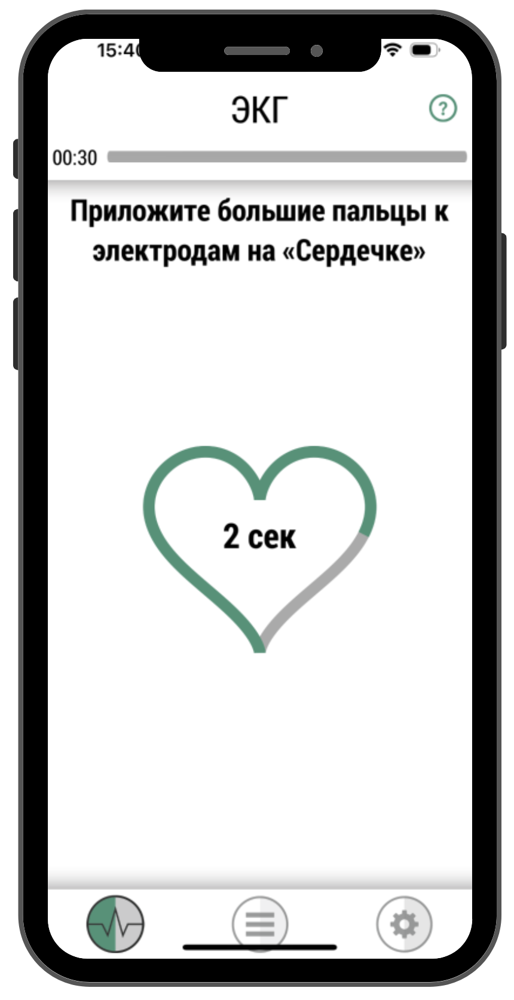 ЭКГ
?
00:30
Приложите большие пальцы к
электродам на «Сердечке»
2 сек